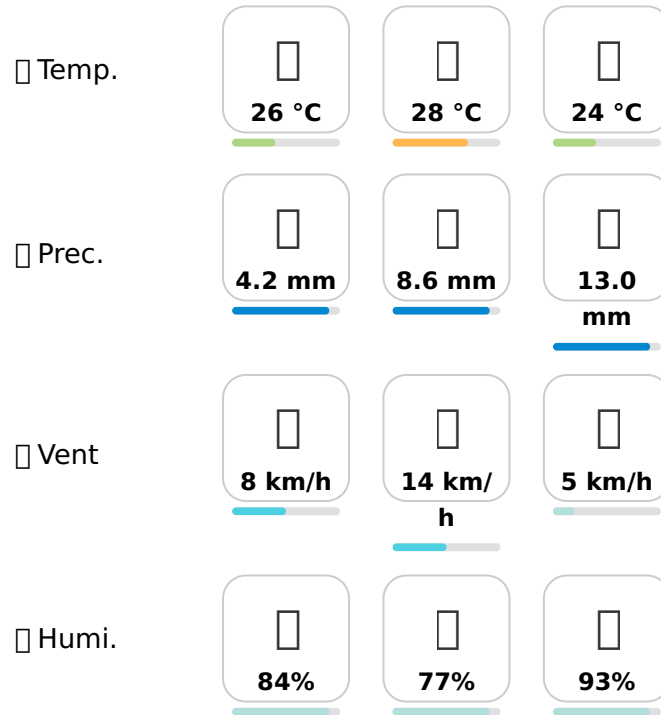 Temp.
26 °C
28 °C
24 °C
Prec.
4.2 mm
8.6 mm
13.0
mm
Vent
8 km/h
14 km/
h
5 km/h
Humi.
84%
77%
93%